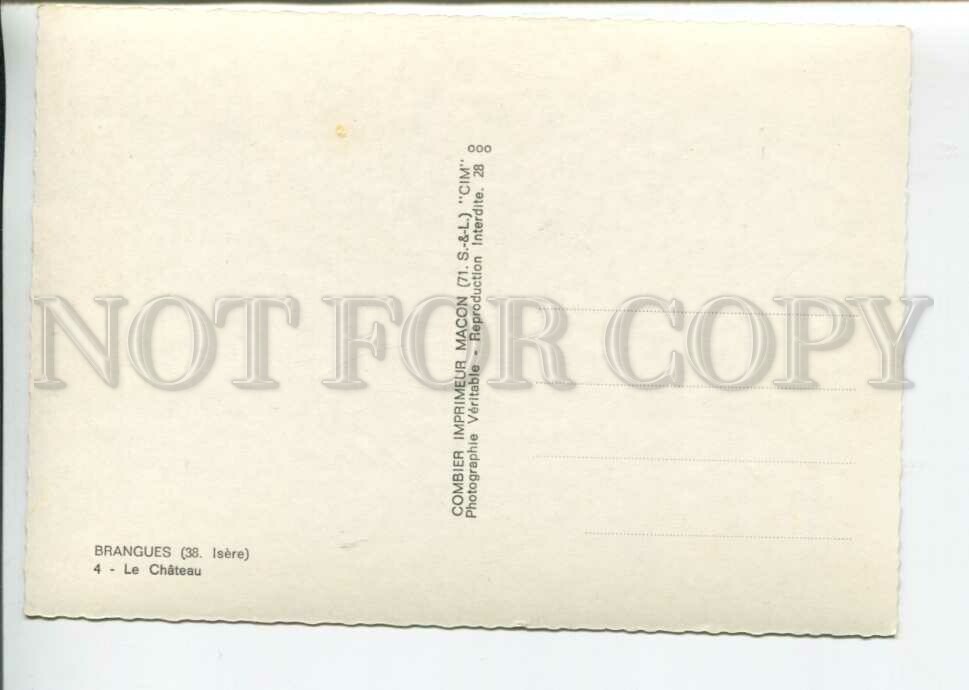 COMBIER IMPRIMEUR MACON (71. S.-&-L.) "CIM"
Photographie Véritable - Reproduction Interdite. 28 ooo
NOT FOR COPY
BRANGUES (38. Isère)
4 - Le Château